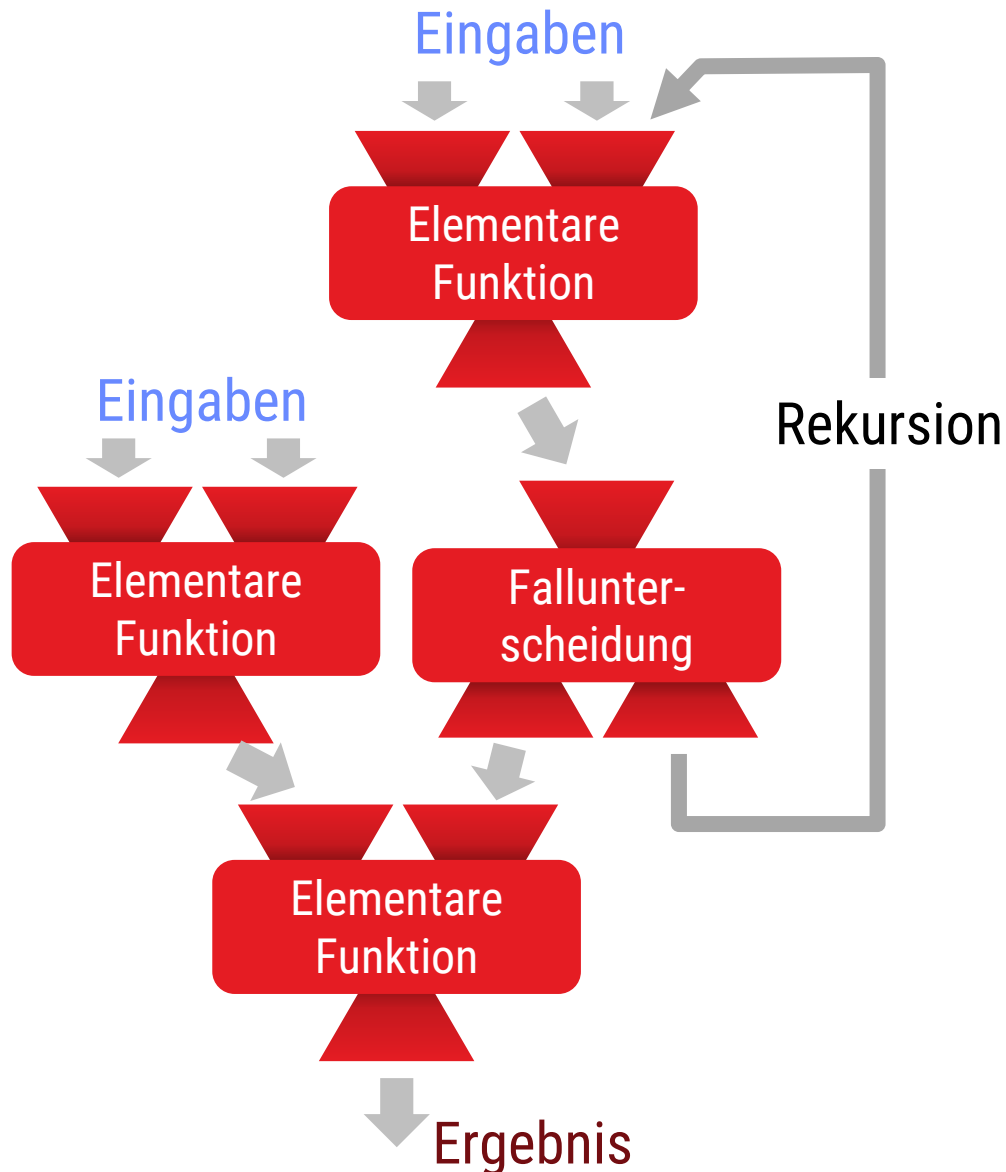 Eingaben
Elementare
Funktion
Eingaben
Rekursion
Elementare
Funktion
Fallunter-
scheidung
Elementare
Funktion
Ergebnis